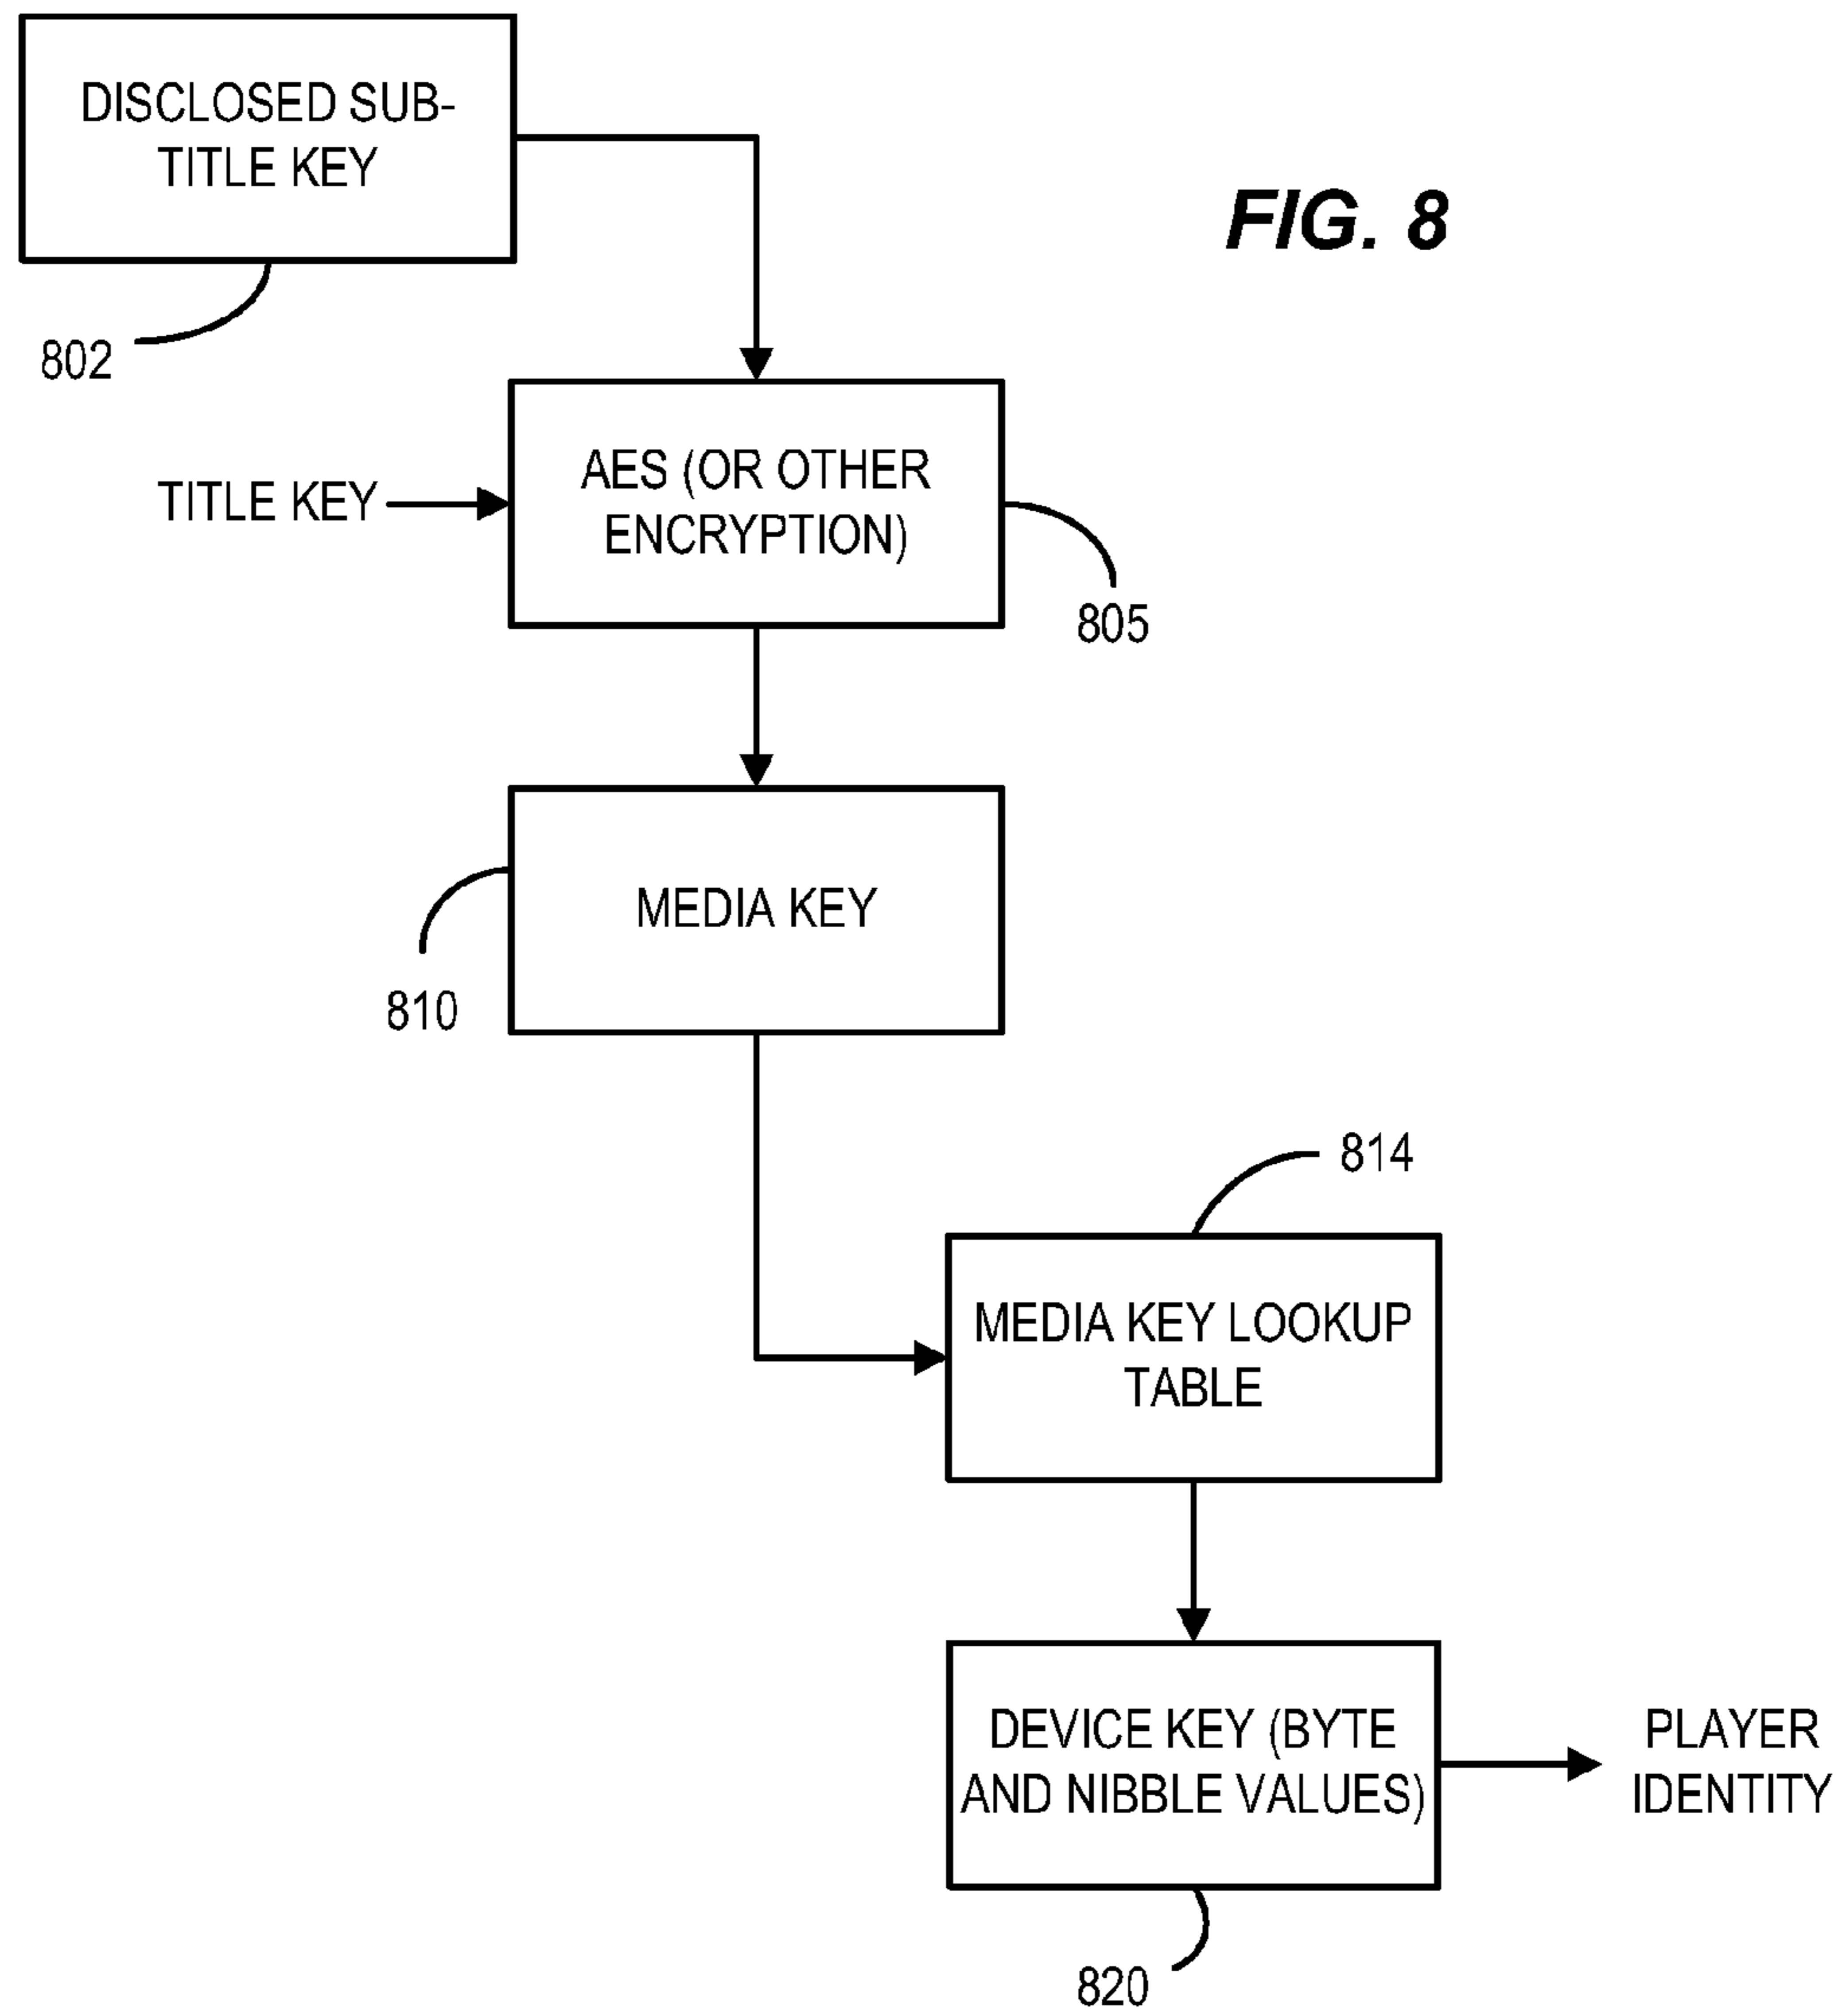 DISCLOSED SUB-
TITLE KEY
FIG. 8
802
AES (OR OTHER
ENCRYPTION)
TITLE KEY
805
MEDIA KEY
810
814
MEDIA KEY LOOKUP
TABLE
DEVICE KEY (BYTE
AND NIBBLE VALUES)
PLAYER
IDENTITY
820